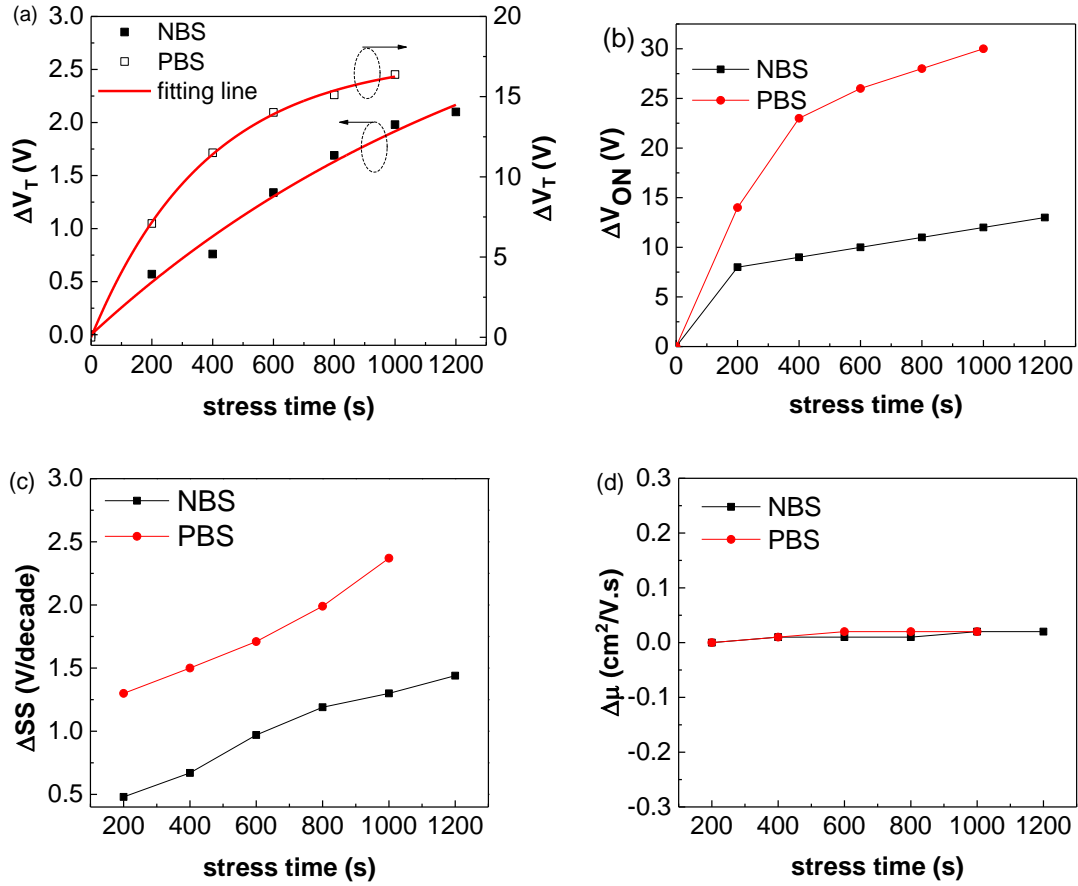 (a)
3.0
2.5
2.0
1.5
1.0
0.5
0.0
ΔV_T (V)
NBS
PBS
fitting line
20
15
10
5
0
ΔV_T (V)
0 200 400 600 800 1000 1200
stress time (s)
(b)
30
25
20
15
10
5
0
ΔV_ON (V)
NBS
PBS
0 200 400 600 800 1000 1200
stress time (s)
(c)
3.0
2.5
2.0
1.5
1.0
0.5
ΔSS (V/decade)
NBS
PBS
200 400 600 800 1000 1200
stress time (s)
(d)
0.3
0.2
0.1
0.0
-0.1
-0.2
-0.3
Δμ (cm²/V.s)
NBS
PBS
200 400 600 800 1000 1200
stress time (s)